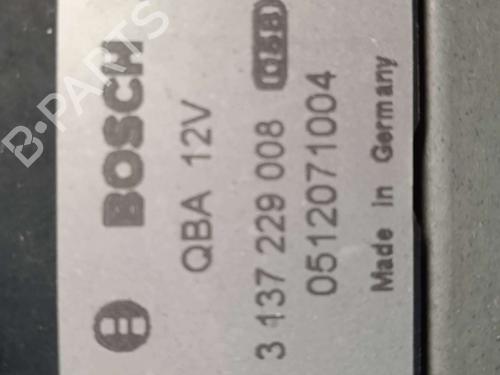 BOSCH
QBA 12V
3 137 229 008
0512071004
Made in Germany
B-PARTS